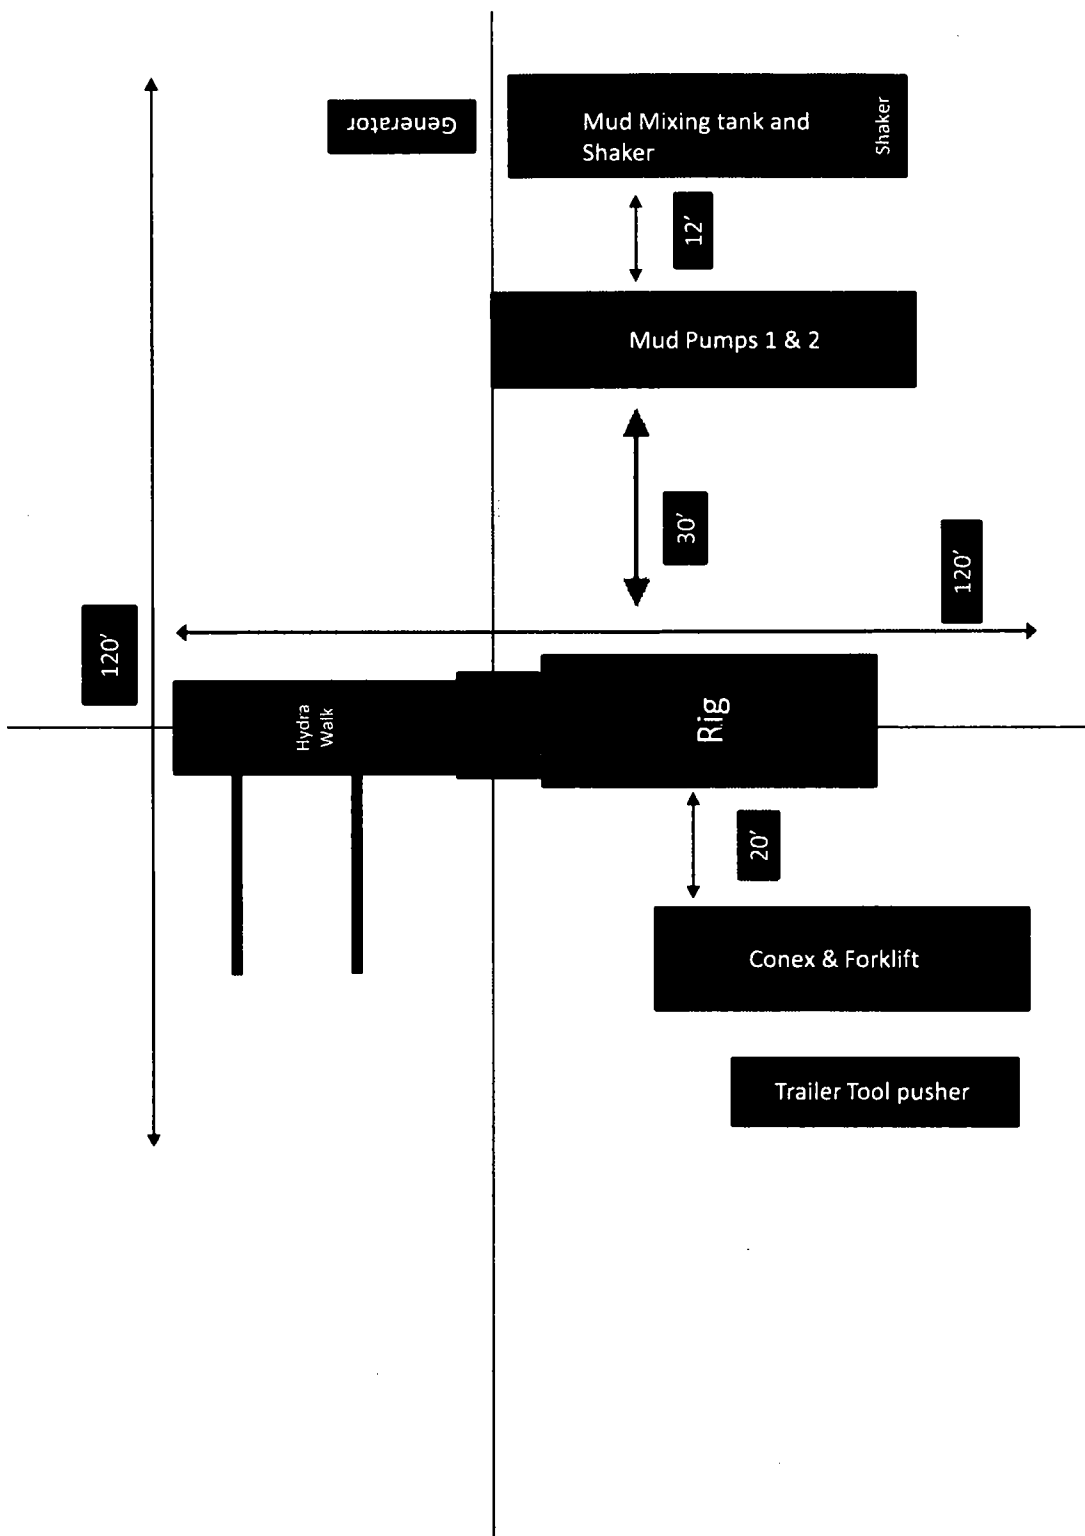 Generator
Mud Mixing tank and
Shaker
Shaker
12'
Mud Pumps 1 & 2
30'
120'
120'
Hydra
Walk
Rig
20'
Conex & Forklift
Trailer Tool pusher